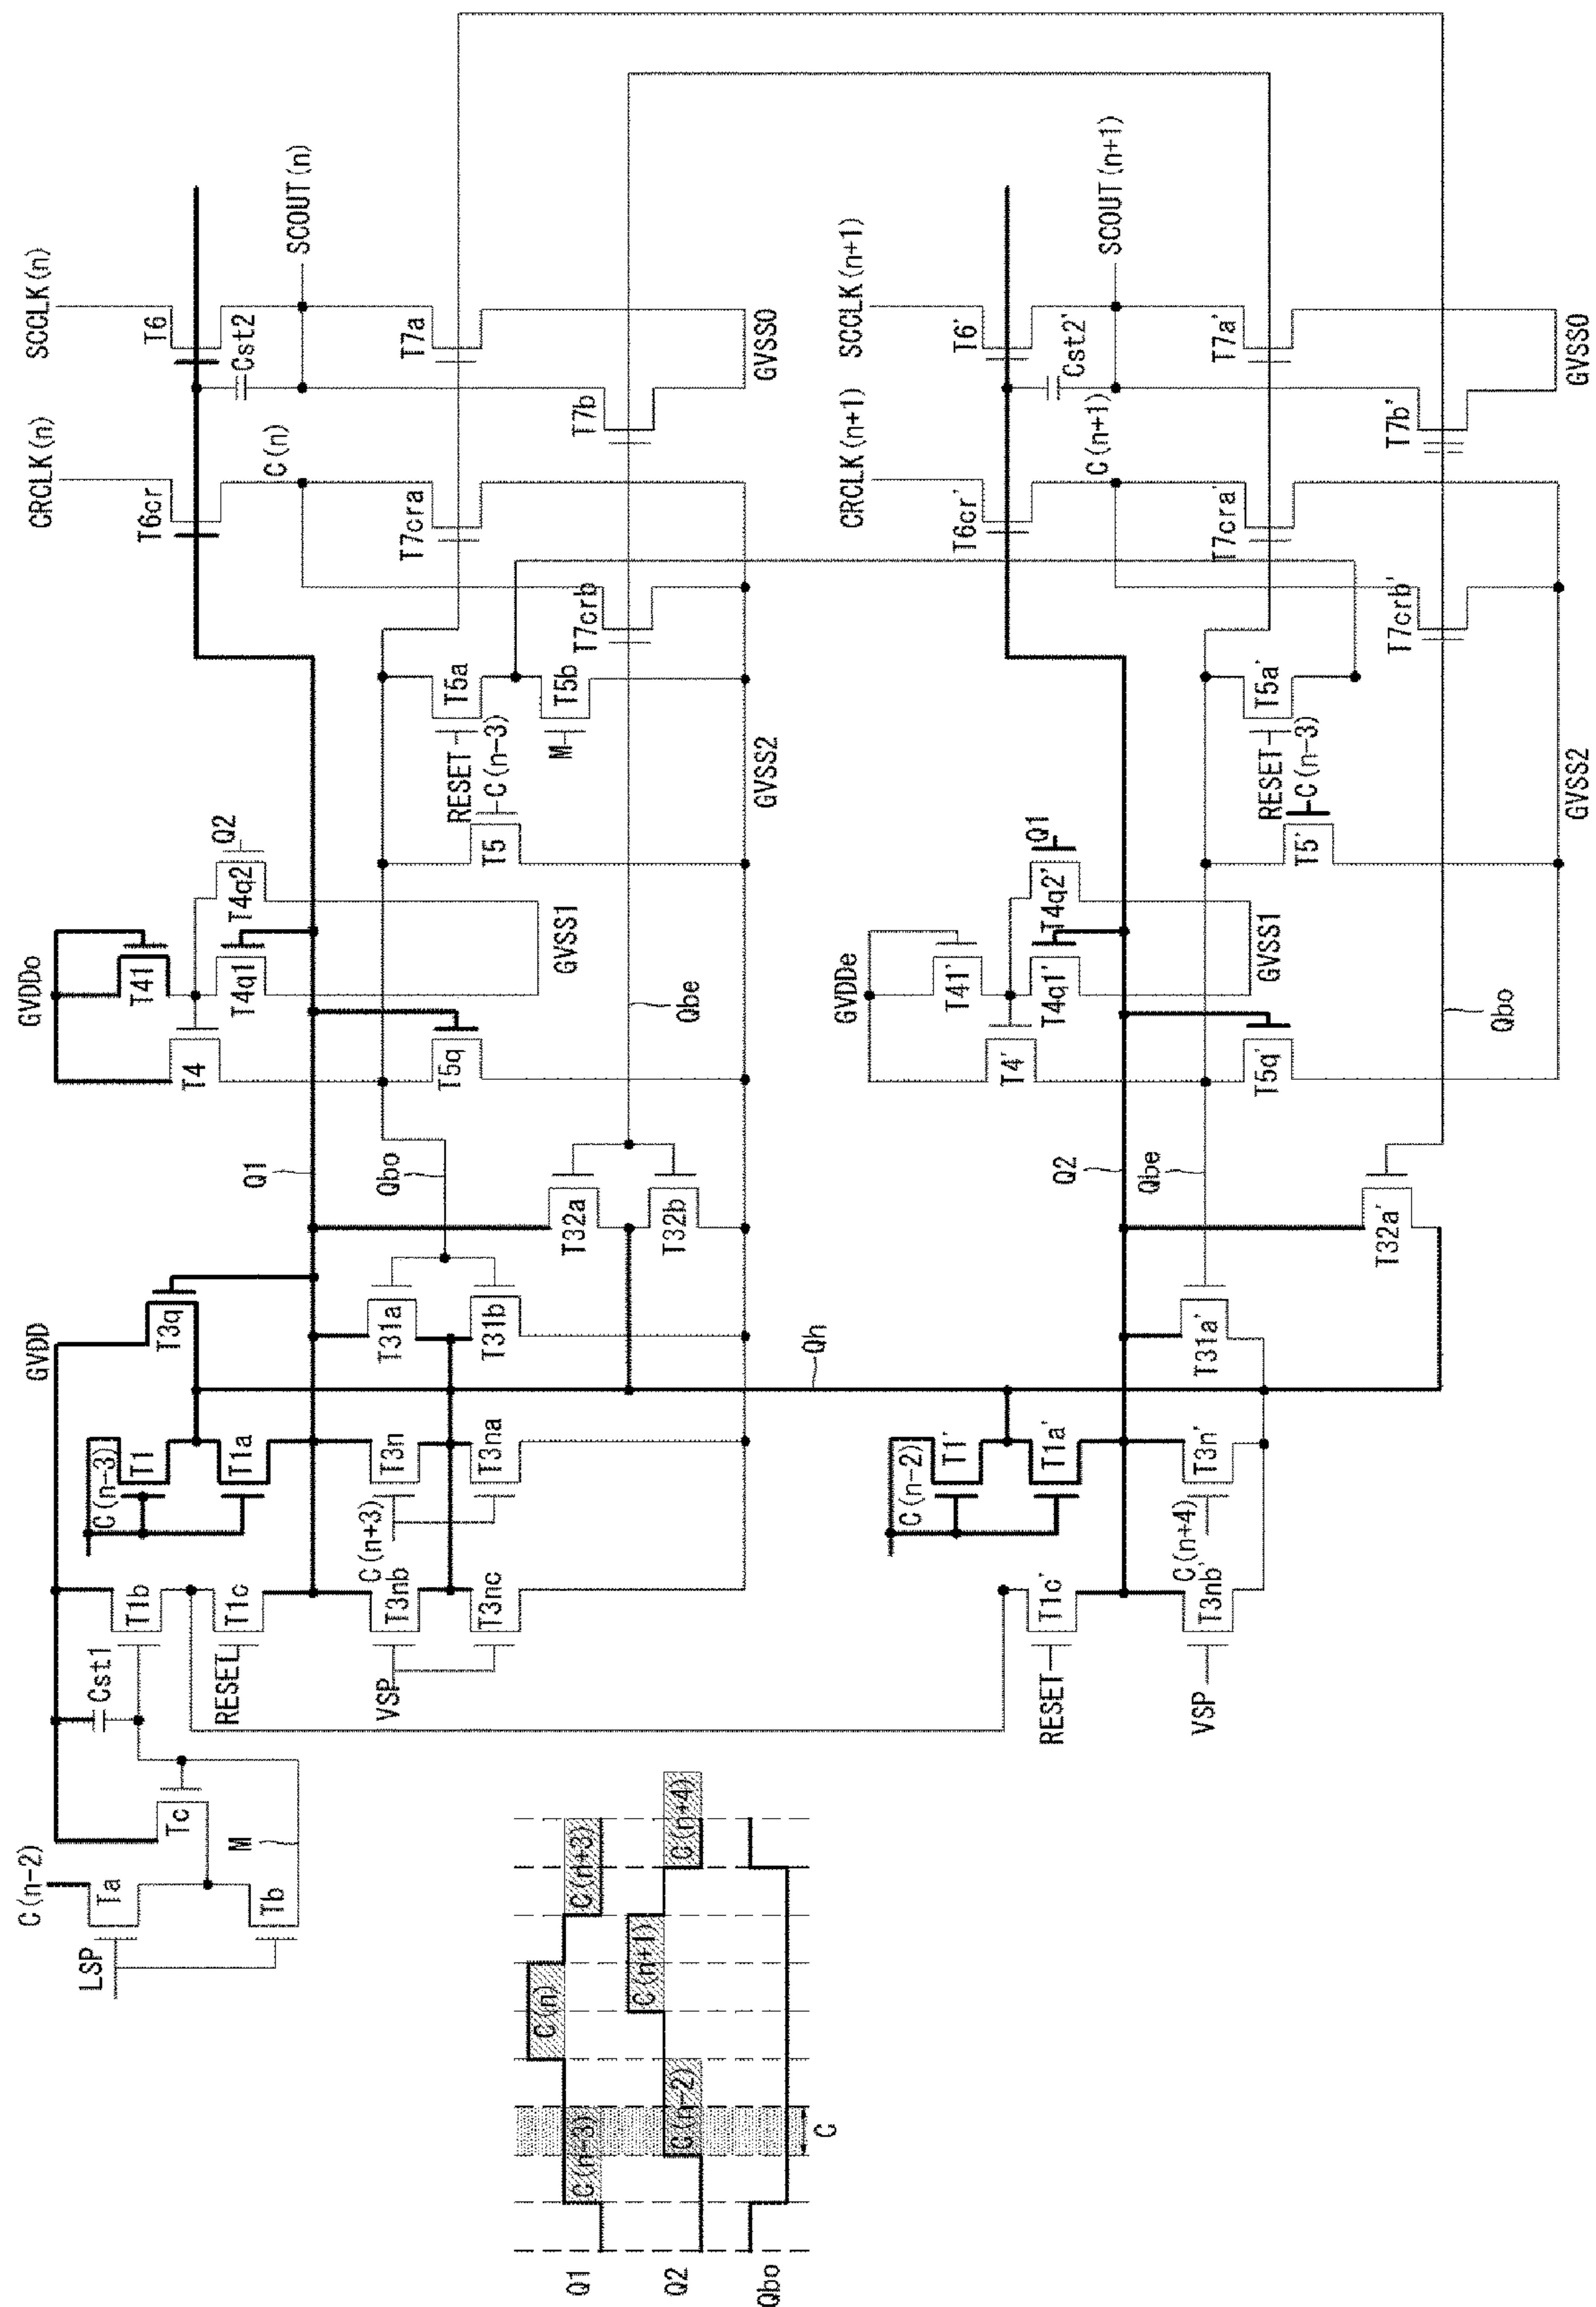 C(n-2)
LSP
Ta
Tb
Tc
M
Cst1
GVDD
T1b
T1c
RESET
C(n-3)
T1
T1a
T3q
VSP
T3nb
T3nc
C(n+3)
T3n
T3na
T31a
T31b
Qbo
Q1
T32a
T32b
GVDDo
T4
T41
T4q1
T4q2
Q2
GVSS1
T5q
Qbe
T5
C(n-3)
RESET
T5a
M
T5b
GVSS2
CRCLK(n)
T6cr
C(n)
T7cra
T7crb
SCCLK(n)
T6
Cst2
SCOUT(n)
T7a
T7b
GVSS0
Qh
RESET
T1c'
VSP
T3nb'
C(n-2)
T1'
T1a'
C(n+4)
T3n'
T31a'
Q2
Qbe
T32a'
GVDDe
T4'
T41'
T4q1'
T4q2'
Q1
GVSS1
T5q'
Qbo
T5'
C(n-3)
RESET
T5a'
GVSS2
CRCLK(n+1)
T6cr'
C(n+1)
T7cra'
T7crb'
SCCLK(n+1)
T6'
Cst2'
SCOUT(n+1)
T7a'
T7b'
GVSS0
Q1
C(n-3)
C(n)
C(n+3)
Q2
C(n-2)
C(n+1)
C(n+4)
Qbo
C